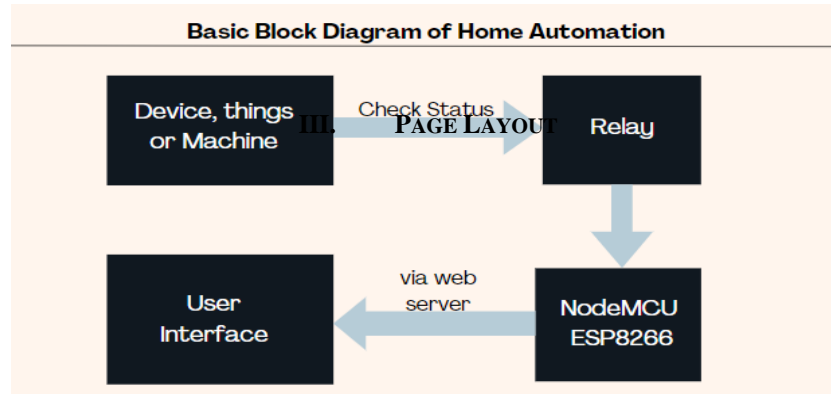 Basic Block Diagram of Home Automation
Device, things
or Machine
Check Status
III. PAGE LAYOUT
Relay
via web
server
User
Interface
NodeMCU
ESP8266